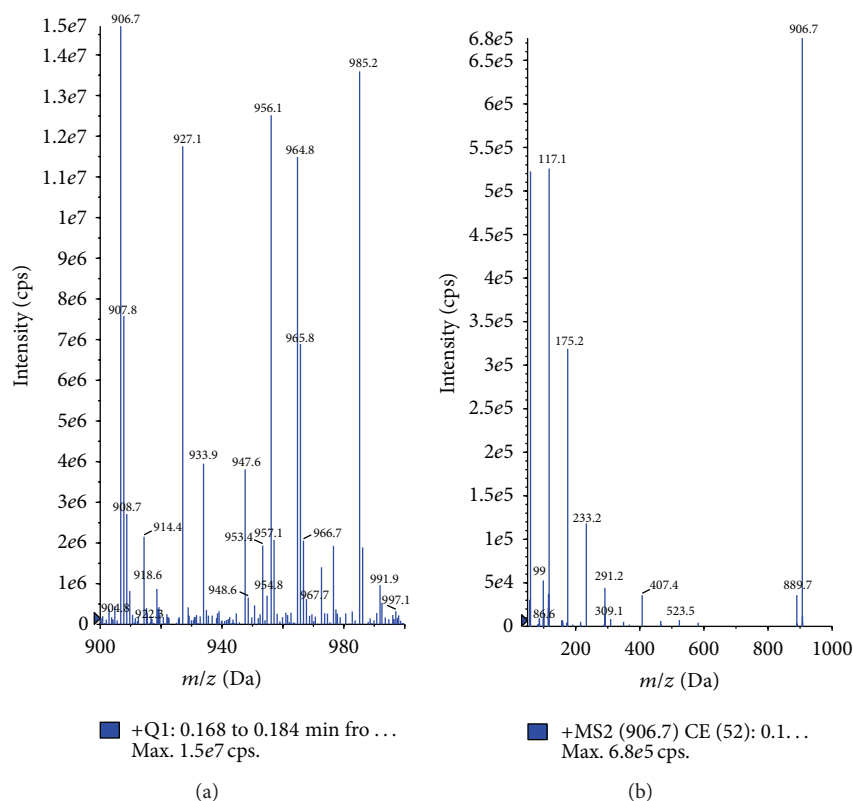 1.5e7
1.4e7
1e7
1.2e7
1.1e7
1e7
9e6
8e6
7e6
6e6
5e6
4e6
3e6
2e6
1e6
0
Intensity (cps)
906.7
985.2
956.1
927.1
964.8
907.8
965.8
933.9
947.6
908.7
914.4
953.4
957.1
966.7
918.6
948.6
954.8
967.7
991.9
904.8
922.3
997.1
900
940
980
m/z (Da)
+Q1: 0.168 to 0.184 min fro ...
Max. 1.5e7 cps.
(a)
6.8e5
6.5e5
6e5
5.5e5
5e5
4.5e5
4e5
3.5e5
3e5
2.5e5
2e5
1.5e5
1e5
5e4
0
Intensity (cps)
906.7
117.1
175.2
233.2
99
291.2
407.4
889.7
86.6
309.1
523.5
200
400
600
800
1000
m/z (Da)
+MS2 (906.7) CE (52): 0.1. . .
Max. 6.8e5 cps.
(b)